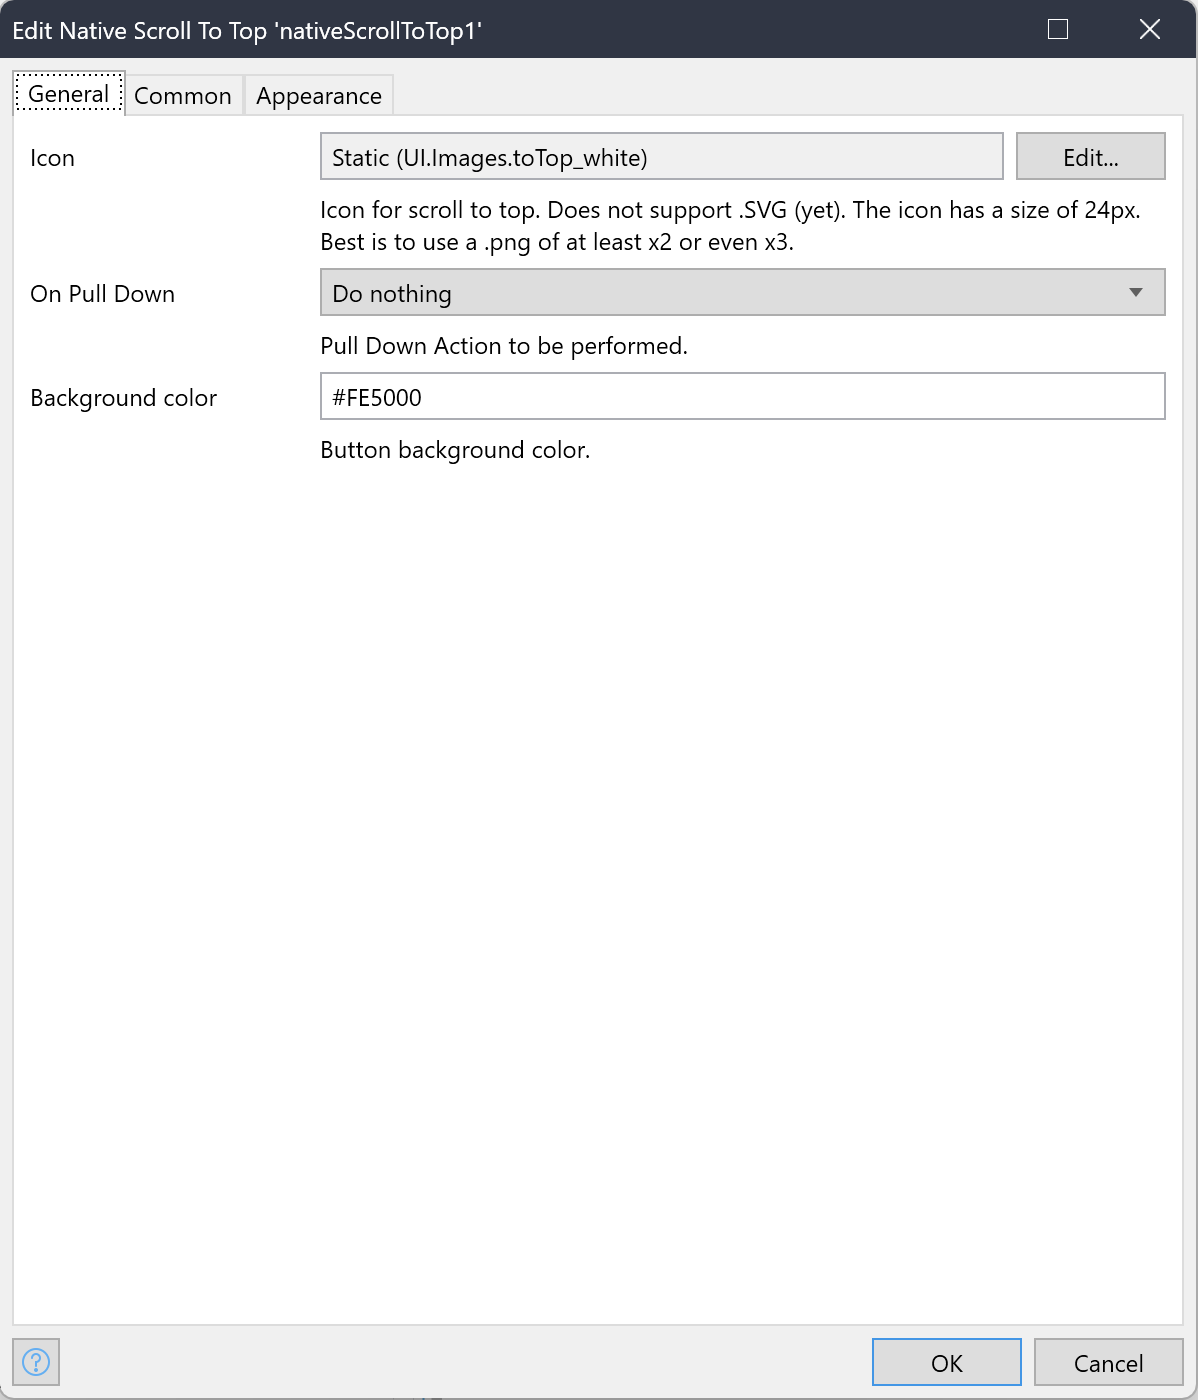 Edit Native Scroll To Top 'nativeScrollToTop1'
General Common Appearance
Icon
Static (UI.Images.toTop_white)
Edit...
Icon for scroll to top. Does not support .SVG (yet). The icon has a size of 24px.
Best is to use a .png of at least x2 or even x3.
On Pull Down
Do nothing
Pull Down Action to be performed.
Background color
#FE5000
Button background color.
?
OK
Cancel